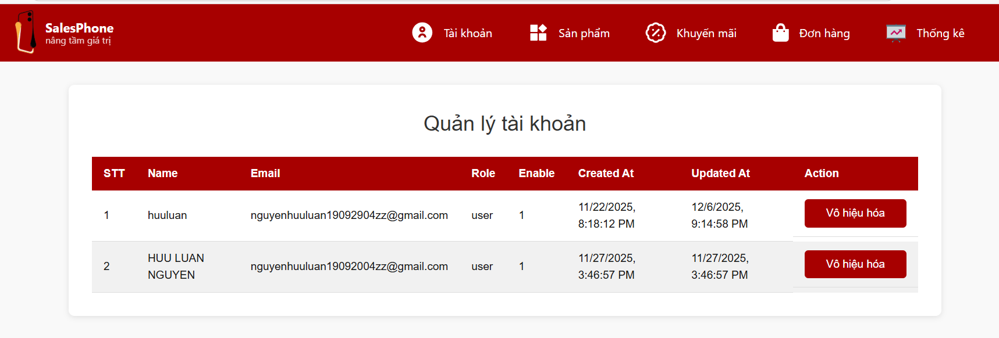 SalesPhone
nâng tầm giá trị
Tài khoản
Sản phẩm
Khuyến mãi
Đơn hàng
Thống kê
Quản lý tài khoản
STT Name Email Role Enable Created At Updated At Action
1 huuluan nguyenhuuluan19092904zz@gmail.com user 1 11/22/2025, 12/6/2025, Vô hiệu hóa
8:18:12 PM 9:14:58 PM
2 HUU LUAN nguyenhuuluan19092004zz@gmail.com user 1 11/27/2025, 11/27/2025, Vô hiệu hóa
NGUYEN 3:46:57 PM 3:46:57 PM